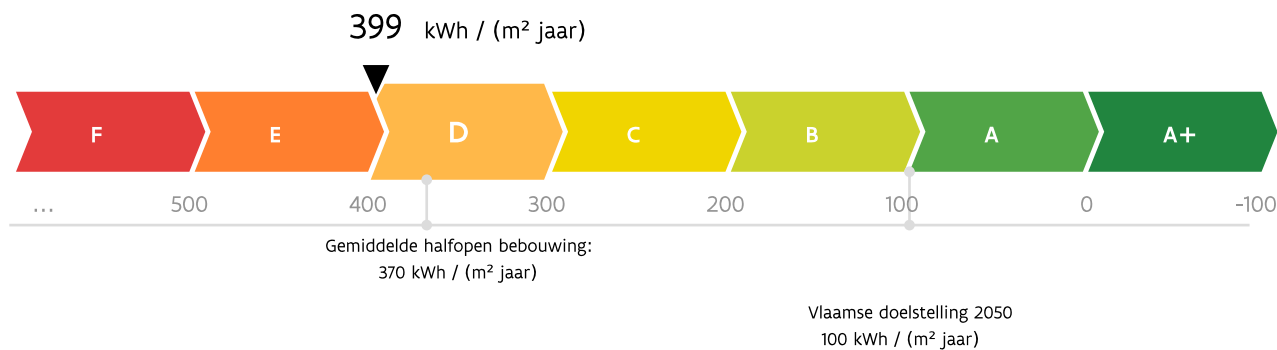 399 kWh / (m² jaar)
F E D C B A A+
... 500 400 300 200 100 0 -100
Gemiddelde halfopen bebouwing:
370 kWh / (m² jaar)
Vlaamse doelstelling 2050
100 kWh / (m² jaar)